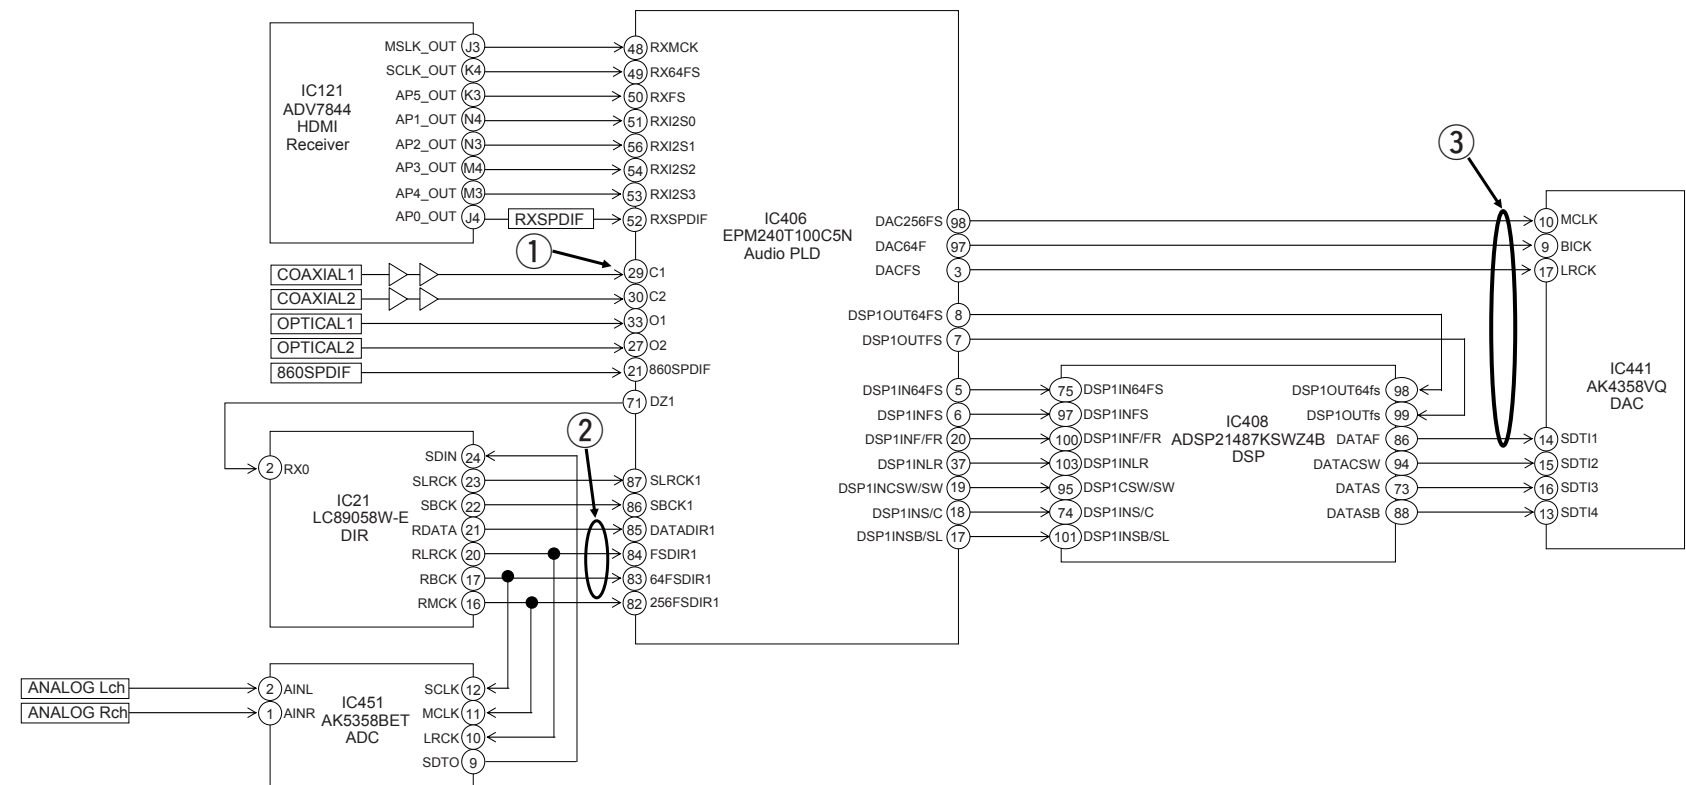 IC121
ADV7844
HDMI
Receiver
MSLK_OUT J3
SCLK_OUT K4
AP5_OUT K3
AP1_OUT N4
AP2_OUT N3
AP3_OUT M4
AP4_OUT M3
AP0_OUT J4
RXSPDIF
48 RXMCK
49 RX64FS
50 RXFS
51 RXI2S0
56 RXI2S1
54 RXI2S2
53 RXI2S3
52 RXSPDIF
1
COAXIAL1
COAXIAL2
OPTICAL1
OPTICAL2
860SPDIF
29 C1
30 C2
33 O1
27 O2
21 860SPDIF
71 DZ1
IC406
EPM240T100C5N
Audio PLD
2 RX0
IC21
LC89058W-E
DIR
SDIN 24
SLRCK 23
SBCK 22
RDATA 21
RLRCK 20
RBCK 17
RMCK 16
2
87 SLRCK1
86 SBCK1
85 DATADIR1
84 FSDIR1
83 64FSDIR1
82 256FSDIR1
ANALOG Lch
ANALOG Rch
2 AINL
1 AINR
IC451
AK5358BET
ADC
SCLK 12
MCLK 11
LRCK 10
SDTO 9
DAC256FS 98
DAC64F 97
DACFS 3
DSP1OUT64FS 8
DSP1OUTFS 7
DSP1IN64FS 5
DSP1INFS 6
DSP1INF/FR 20
DSP1INLR 37
DSP1INCSW/SW 19
DSP1INS/C 18
DSP1INSB/SL 17
75 DSP1IN64FS
97 DSP1INFS
100 DSP1INF/FR
103 DSP1INLR
95 DSP1CSW/SW
74 DSP1INS/C
101 DSP1INSB/SL
IC408
ADSP21487KSWZ4B
DSP
DSP1OUT64fs 98
DSP1OUTfs 99
DATAF 86
DATACSW 94
DATAS 73
DATASB 88
3
10 MCLK
9 BICK
17 LRCK
IC441
AK4358VQ
DAC
14 SDTI1
15 SDTI2
16 SDTI3
13 SDTI4